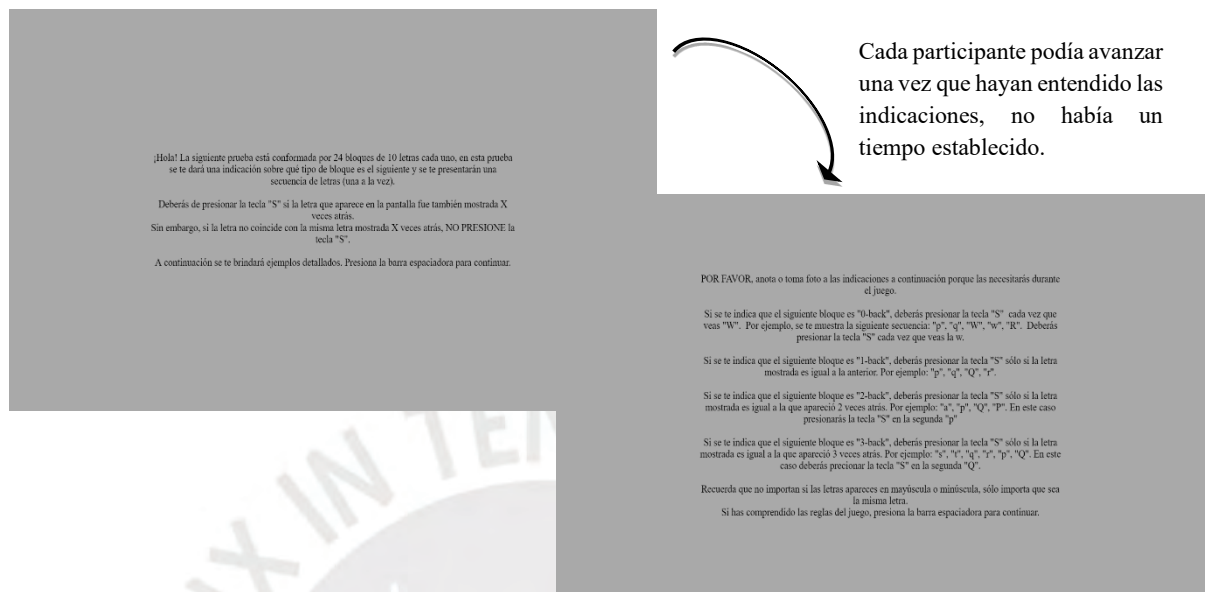 ¡Hola! La siguiente prueba está conformada por 24 bloques de 10 letras cada uno, en esta prueba
se te dará una indicación sobre qué tipo de bloque es el siguiente y se te presentarán una
secuencia de letras (una a la vez).
Deberás de presionar la tecla "S" si la letra que aparece en la pantalla fue también mostrada X
veces atrás.
Sin embargo, si la letra no coincide con la misma letra mostrada X veces atrás, NO PRESIONE la
tecla "S".
A continuación se te brindará ejemplos detallados. Presiona la barra espaciadora para continuar.
Cada participante podía avanzar
una vez que hayan entendido las
indicaciones, no había un
tiempo establecido.
POR FAVOR, anota o toma foto a las indicaciones a continuación porque las necesitarás durante
el juego.
Si se te indica que el siguiente bloque es "0-back", deberás presionar la tecla "S" cada vez que
veas "W". Por ejemplo, se te muestra la siguiente secuencia: "p", "q", "W", "w", "R". Deberás
presionar la tecla "S" cada vez que veas la w.
Si se te indica que el siguiente bloque es "1-back", deberás presionar la tecla "S" sólo si la letra
mostrada es igual a la anterior. Por ejemplo: "p", "q", "Q", "r".
Si se te indica que el siguiente bloque es "2-back", deberás presionar la tecla "S" sólo si la letra
mostrada es igual a la que apareció 2 veces atrás. Por ejemplo: "a", "p", "Q", "P". En este caso
presionarás la tecla "S" en la segunda "p"
Si se te indica que el siguiente bloque es "3-back", deberás presionar la tecla "S" sólo si la letra
mostrada es igual a la que apareció 3 veces atrás. Por ejemplo: "s", "t", "q", "r", "p", "Q". En este
caso deberás precionar la tecla "S" en la segunda "Q".
Recuerda que no importan si las letras apareces en mayúscula o minúscula, sólo importa que sea
la misma letra.
Si has comprendido las reglas del juego, presiona la barra espaciadora para continuar.